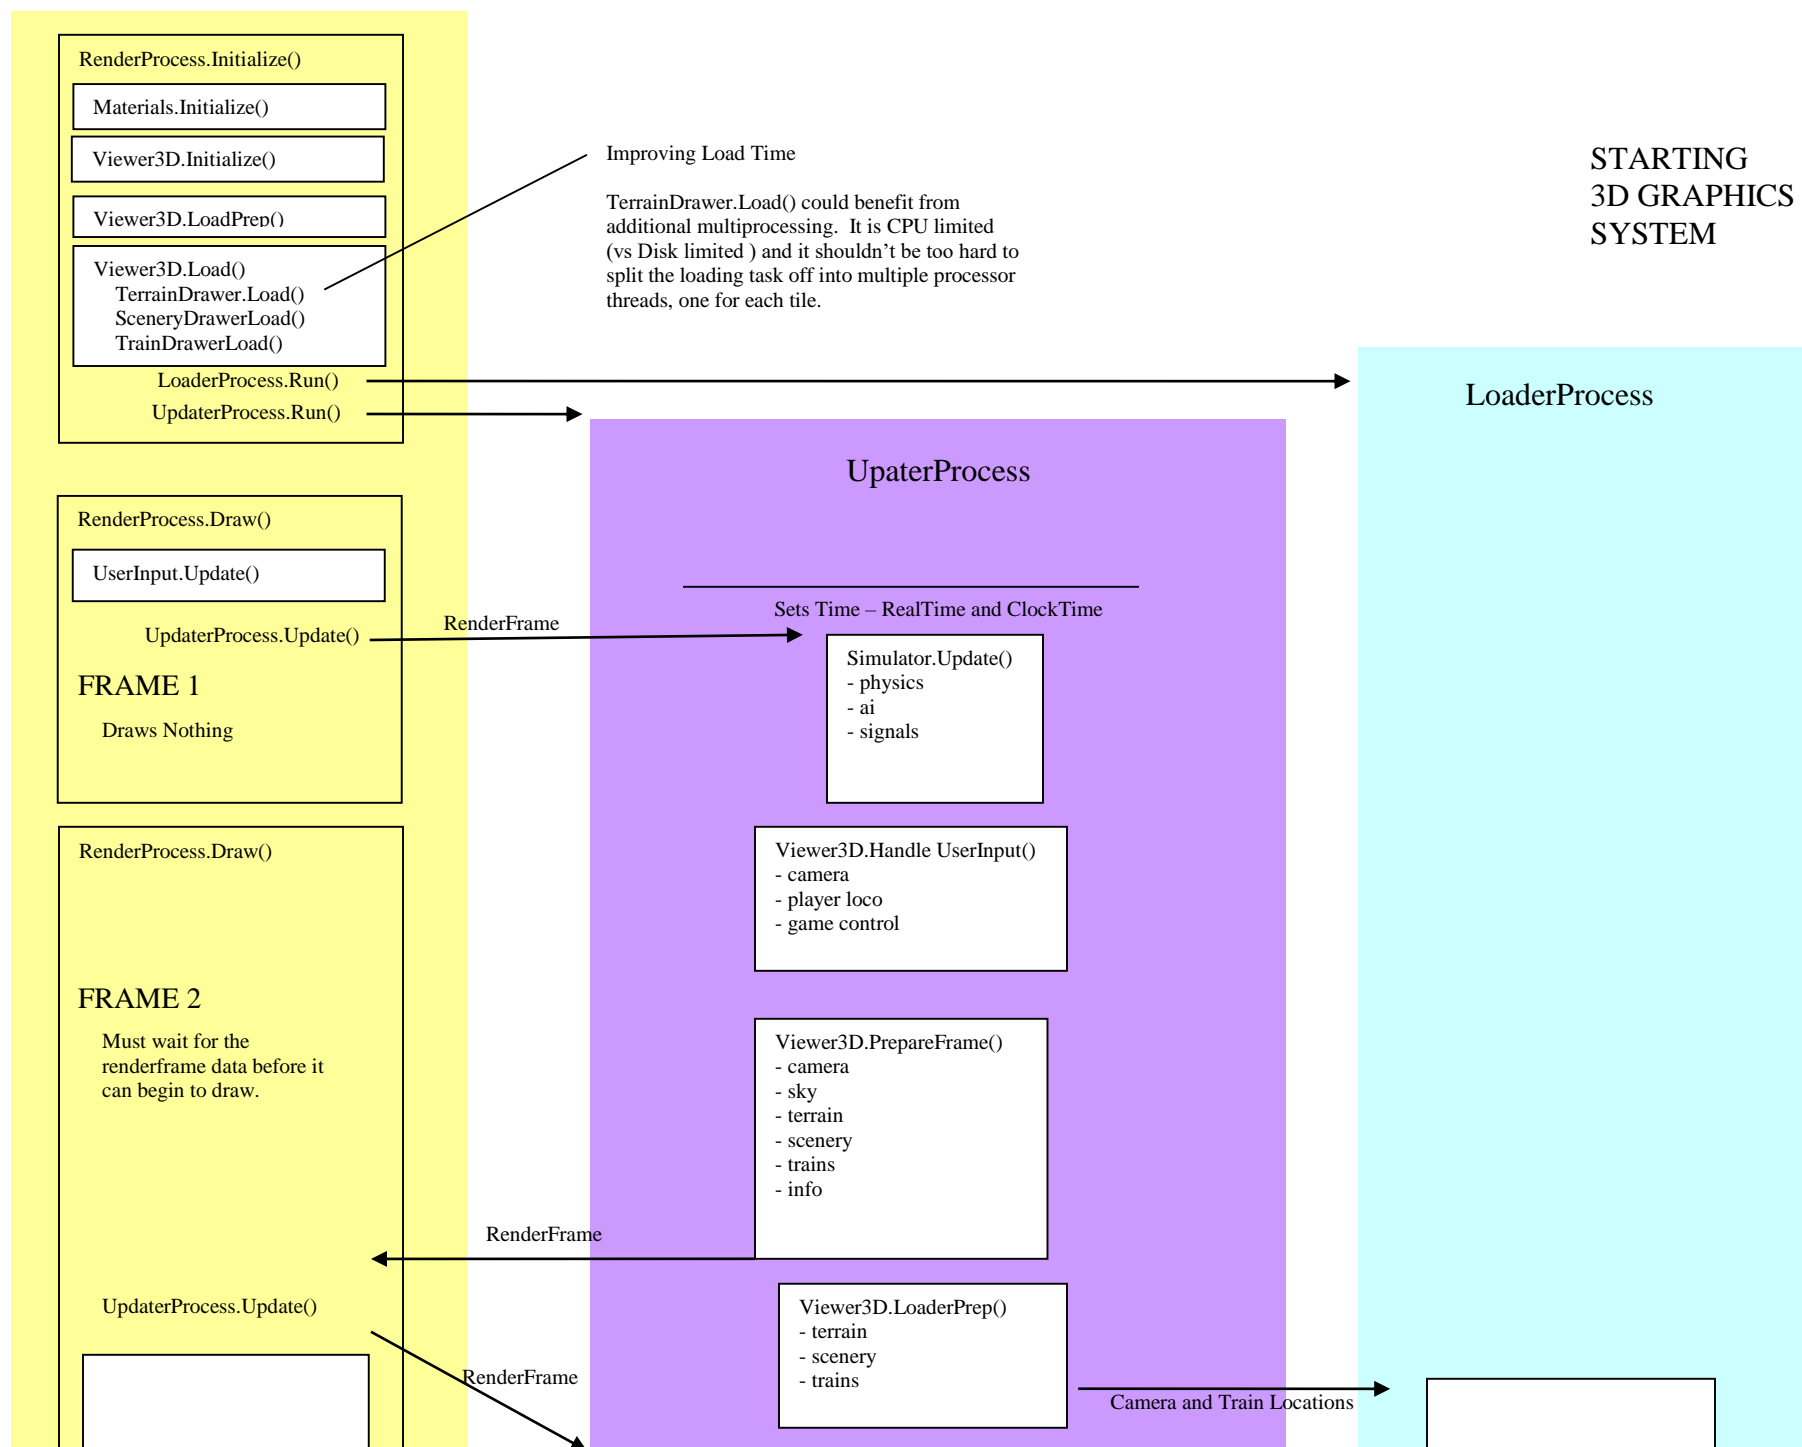 RenderProcess.Initialize()
Materials.Initialize()
Viewer3D.Initialize()
Viewer3D.LoadPrep()
Viewer3D.Load()
TerrainDrawer.Load()
SceneryDrawerLoad()
TrainDrawerLoad()
LoaderProcess.Run()
UpdaterProcess.Run()
Improving Load Time
TerrainDrawer.Load() could benefit from
additional multiprocessing.  It is CPU limited
(vs Disk limited ) and it shouldn’t be too hard to
split the loading task off into multiple processor
threads, one for each tile.
STARTING
3D GRAPHICS
SYSTEM
LoaderProcess
UpaterProcess
RenderProcess.Draw()
UserInput.Update()
UpdaterProcess.Update()
RenderFrame
FRAME 1
Draws Nothing
Sets Time – RealTime and ClockTime
Simulator.Update()
- physics
- ai
- signals
RenderProcess.Draw()
FRAME 2
Must wait for the
renderframe data before it
can begin to draw.
Viewer3D.Handle UserInput()
- camera
- player loco
- game control
Viewer3D.PrepareFrame()
- camera
- sky
- terrain
- scenery
- trains
- info
RenderFrame
UpdaterProcess.Update()
RenderFrame
Viewer3D.LoaderPrep()
- terrain
- scenery
- trains
Camera and Train Locations